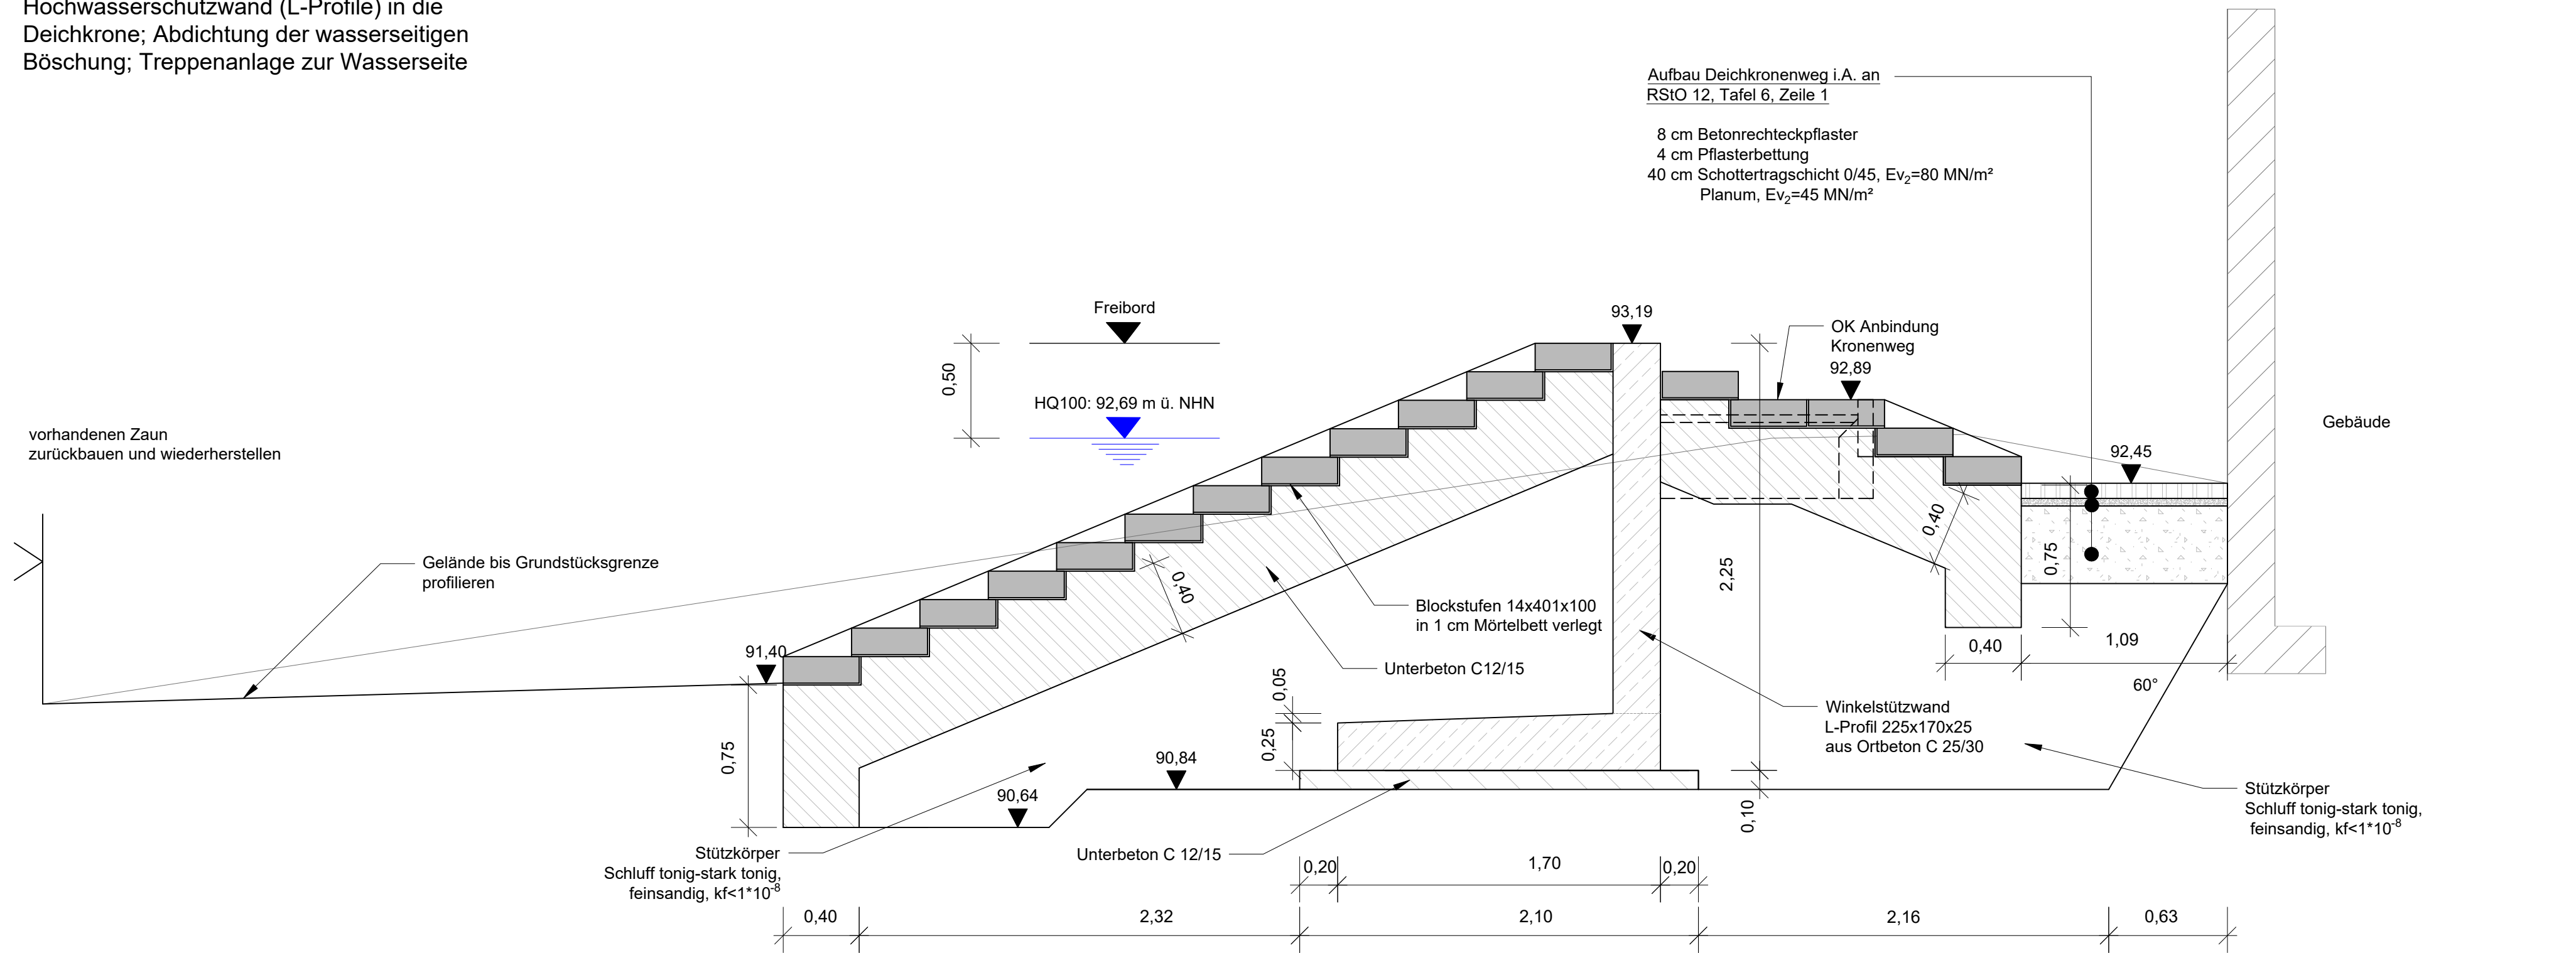 Hochwasserschutzwand (L-Profile) in die
Deichkrone; Abdichtung der wasserseitigen
Böschung; Treppenanlage zur Wasserseite
Aufbau Deichkronenweg i.A. an
RStO 12, Tafel 6, Zeile 1
8 cm Betonrechteckpflaster
4 cm Pflasterbettung
40 cm Schottertragschicht 0/45, Ev2=80 MN/m²
Planum, Ev2=45 MN/m²
Freibord
0,50
HQ100: 92,69 m ü. NHN
93,19
OK Anbindung
Kronenweg
92,89
Gebäude
92,45
vorhandenen Zaun
zurückbauen und wiederherstellen
Gelände bis Grundstücksgrenze
profilieren
91,40
0,40
0,40
2,25
0,75
Blockstufen 14x401x100
in 1 cm Mörtelbett verlegt
Unterbeton C12/15
0,40
1,09
60°
0,05
0,25
0,75
Winkelstützwand
L-Profil 225x170x25
aus Ortbeton C 25/30
90,84
90,64
0,10
Stützkörper
Schluff tonig-stark tonig,
feinsandig, kf<1*10-8
Stützkörper
Schluff tonig-stark tonig,
feinsandig, kf<1*10-8
Unterbeton C 12/15
0,20
1,70
0,20
0,40
2,32
2,10
2,16
0,63